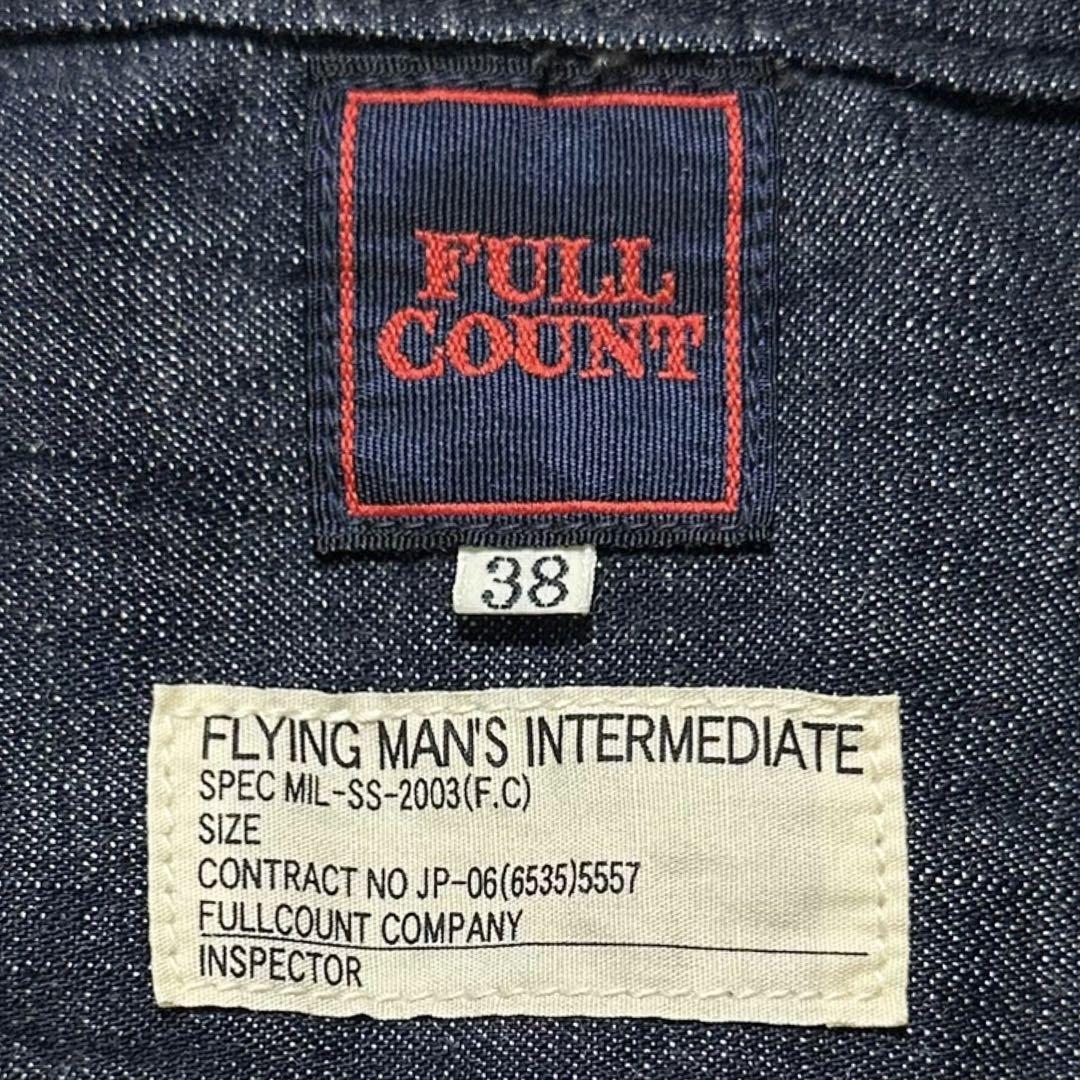 FULL
COUNT
38
FLYING MAN'S INTERMEDIATE
SPEC MIL-SS-2003(F.C)
SIZE
CONTRACT NO JP-06(6535)5557
FULLCOUNT COMPANY
INSPECTOR